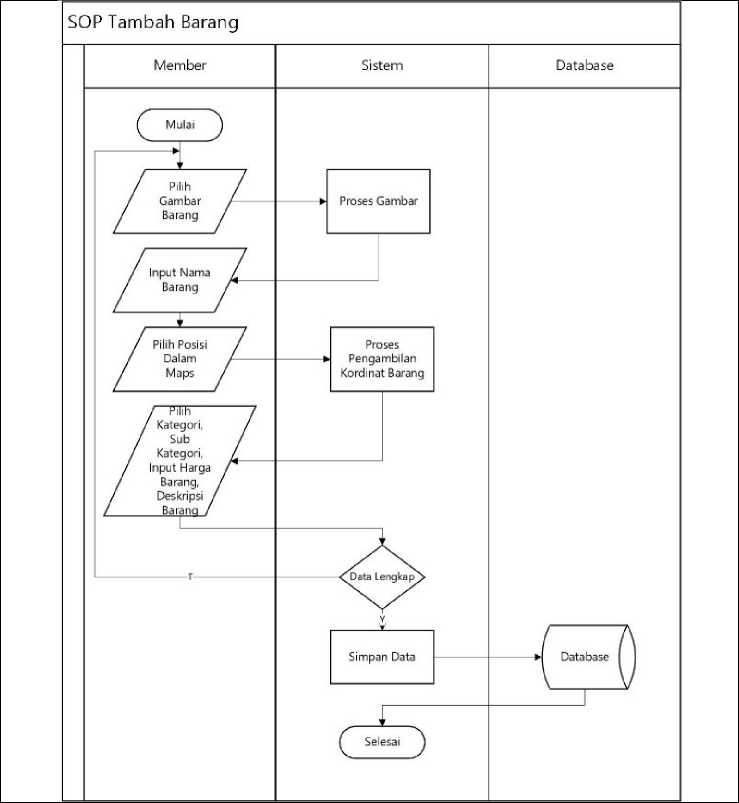 SOP Tambah Barang
Member
Sistem
Database
Mulai
Pilih
Gambar
Barang
Proses Gambar
Input Nama
Barang
Pilih Posisi
Dalam
Maps
Proses
Pengambilan
Kordinat Barang
Pilih
Kategori,
Sub
Kategori,
Input Harga
Barang,
Deskripsi
Barang
Data Lengkap
T
Y
Simpan Data
Database
Selesai